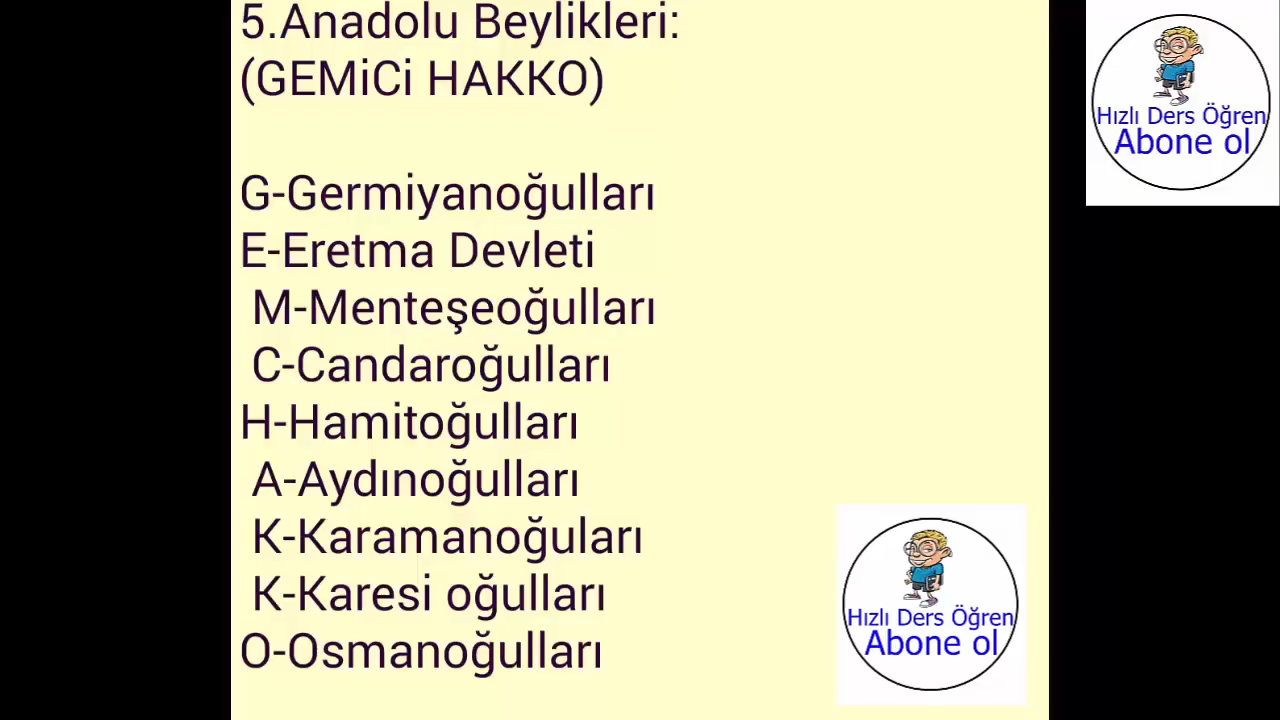 5.Anadolu Beylikleri:
(GEMiCi HAKKO)
G-Germiyanoğulları
E-Eretma Devleti
M-Menteşeoğulları
C-Candaroğulları
H-Hamitoğulları
A-Aydınoğulları
K-Karamanoğuları
K-Karesi oğulları
O-Osmanoğulları
Hızlı Ders Öğren
Abone ol
Hızlı Ders Öğren
Abone ol